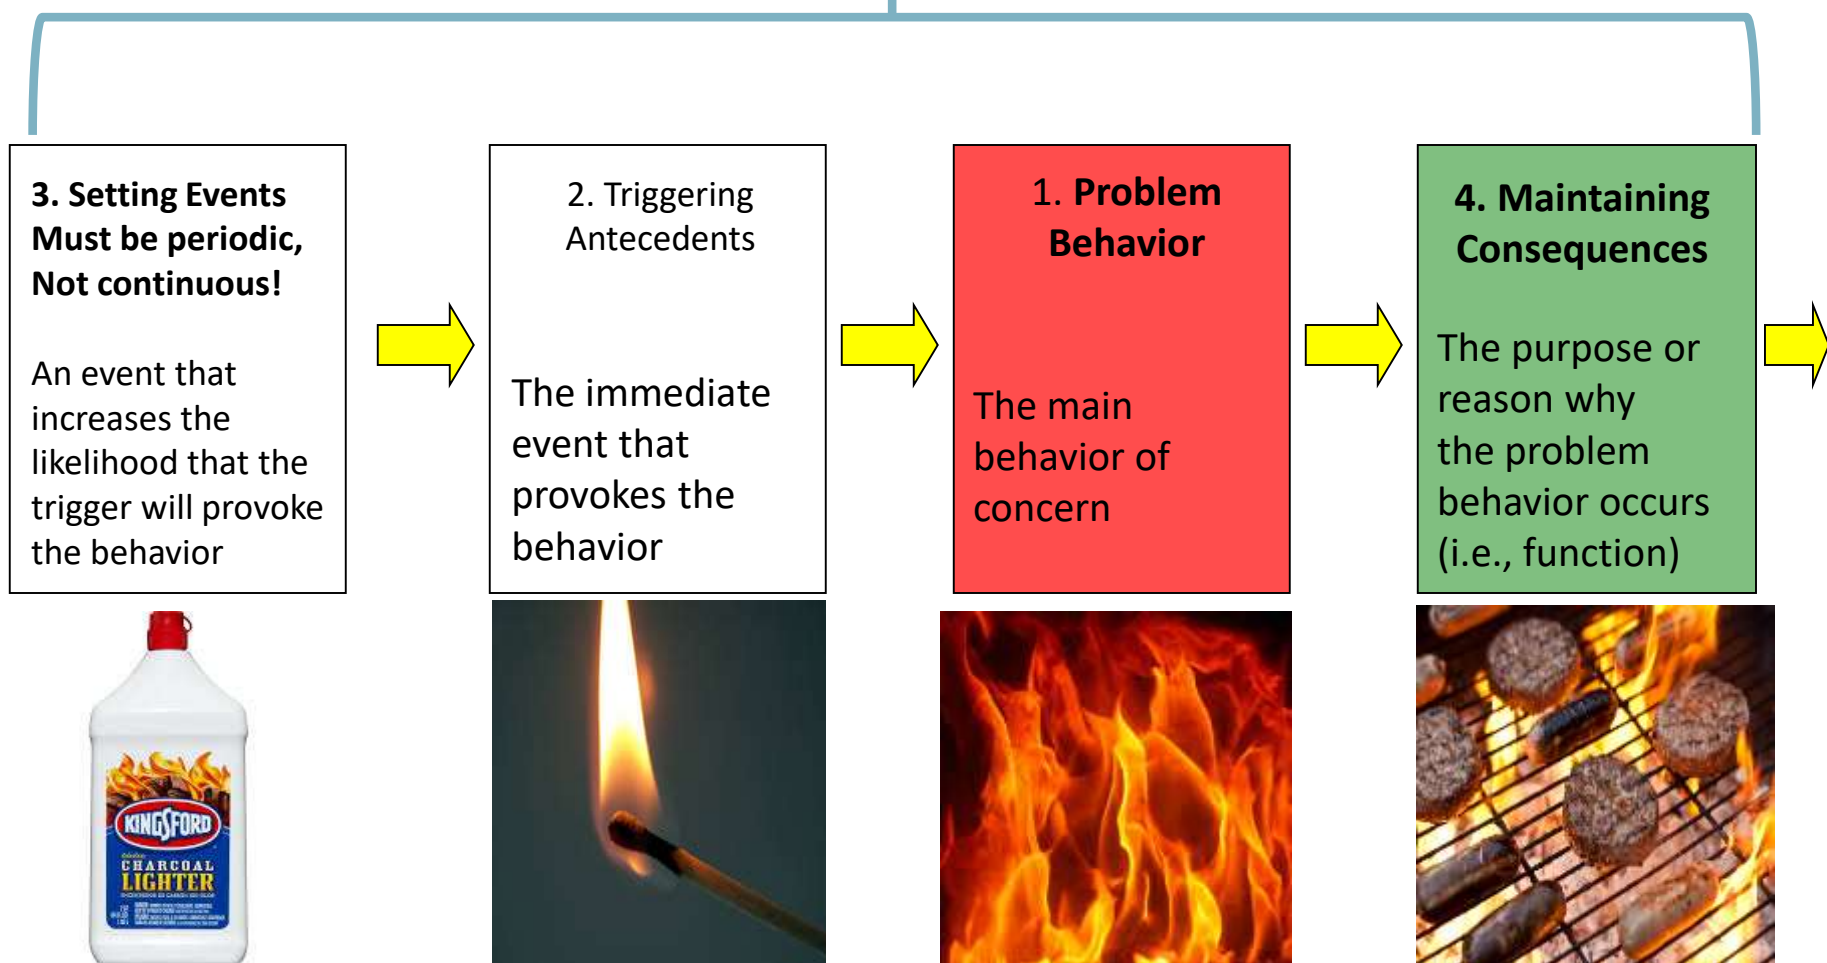 3. Setting Events
Must be periodic,
Not continuous!
An event that
increases the
likelihood that the
trigger will provoke
the behavior
2. Triggering
Antecedents
The immediate
event that
provokes the
behavior
1. Problem
Behavior
The main
behavior of
concern
4. Maintaining
Consequences
The purpose or
reason why
the problem
behavior occurs
(i.e., function)
KINGSFORD
CHARCOAL
LIGHTER